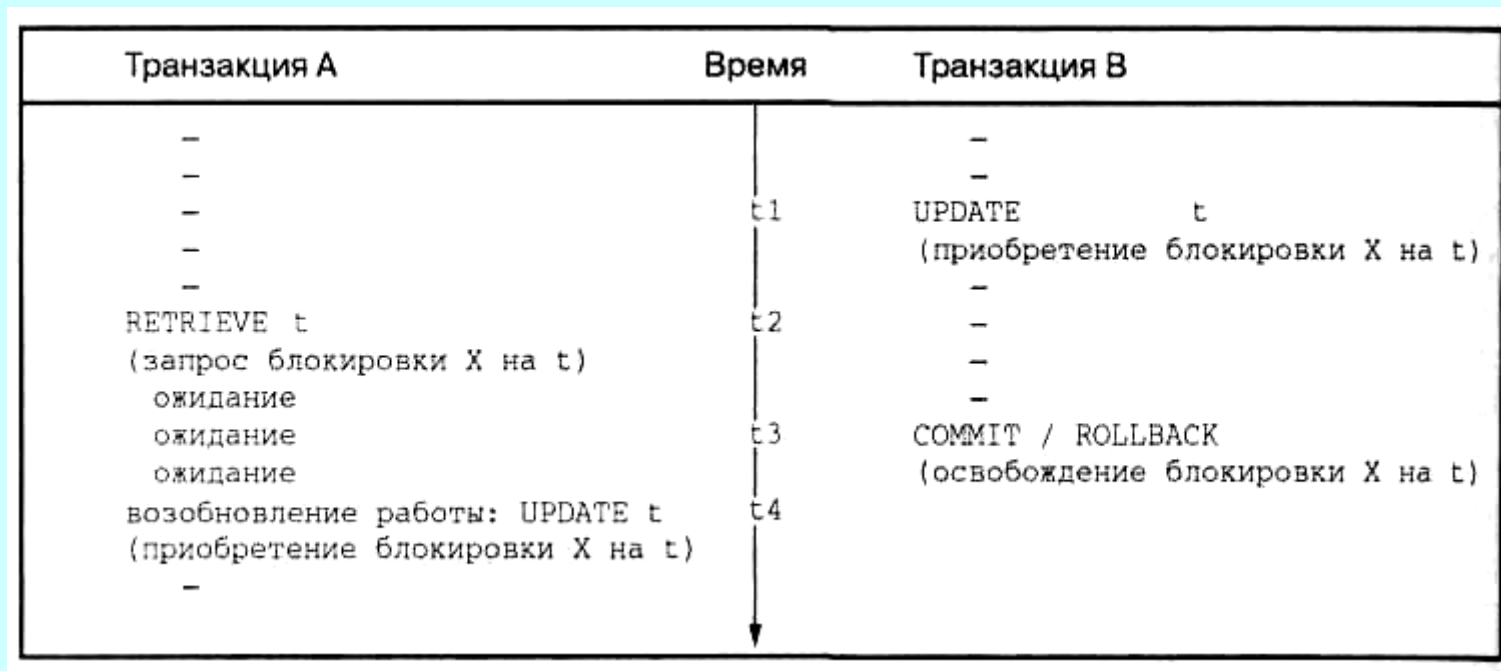 Транзакция A Время Транзакция B
– –
– –
– t1 UPDATE t
– (приобретение блокировки X на t)
– –
RETRIEVE t t2 –
(запрос блокировки X на t) –
ожидание –
ожидание t3 COMMIT / ROLLBACK
ожидание (освобождение блокировки X на t)
возобновление работы: UPDATE t t4
(приобретение блокировки X на t)
–